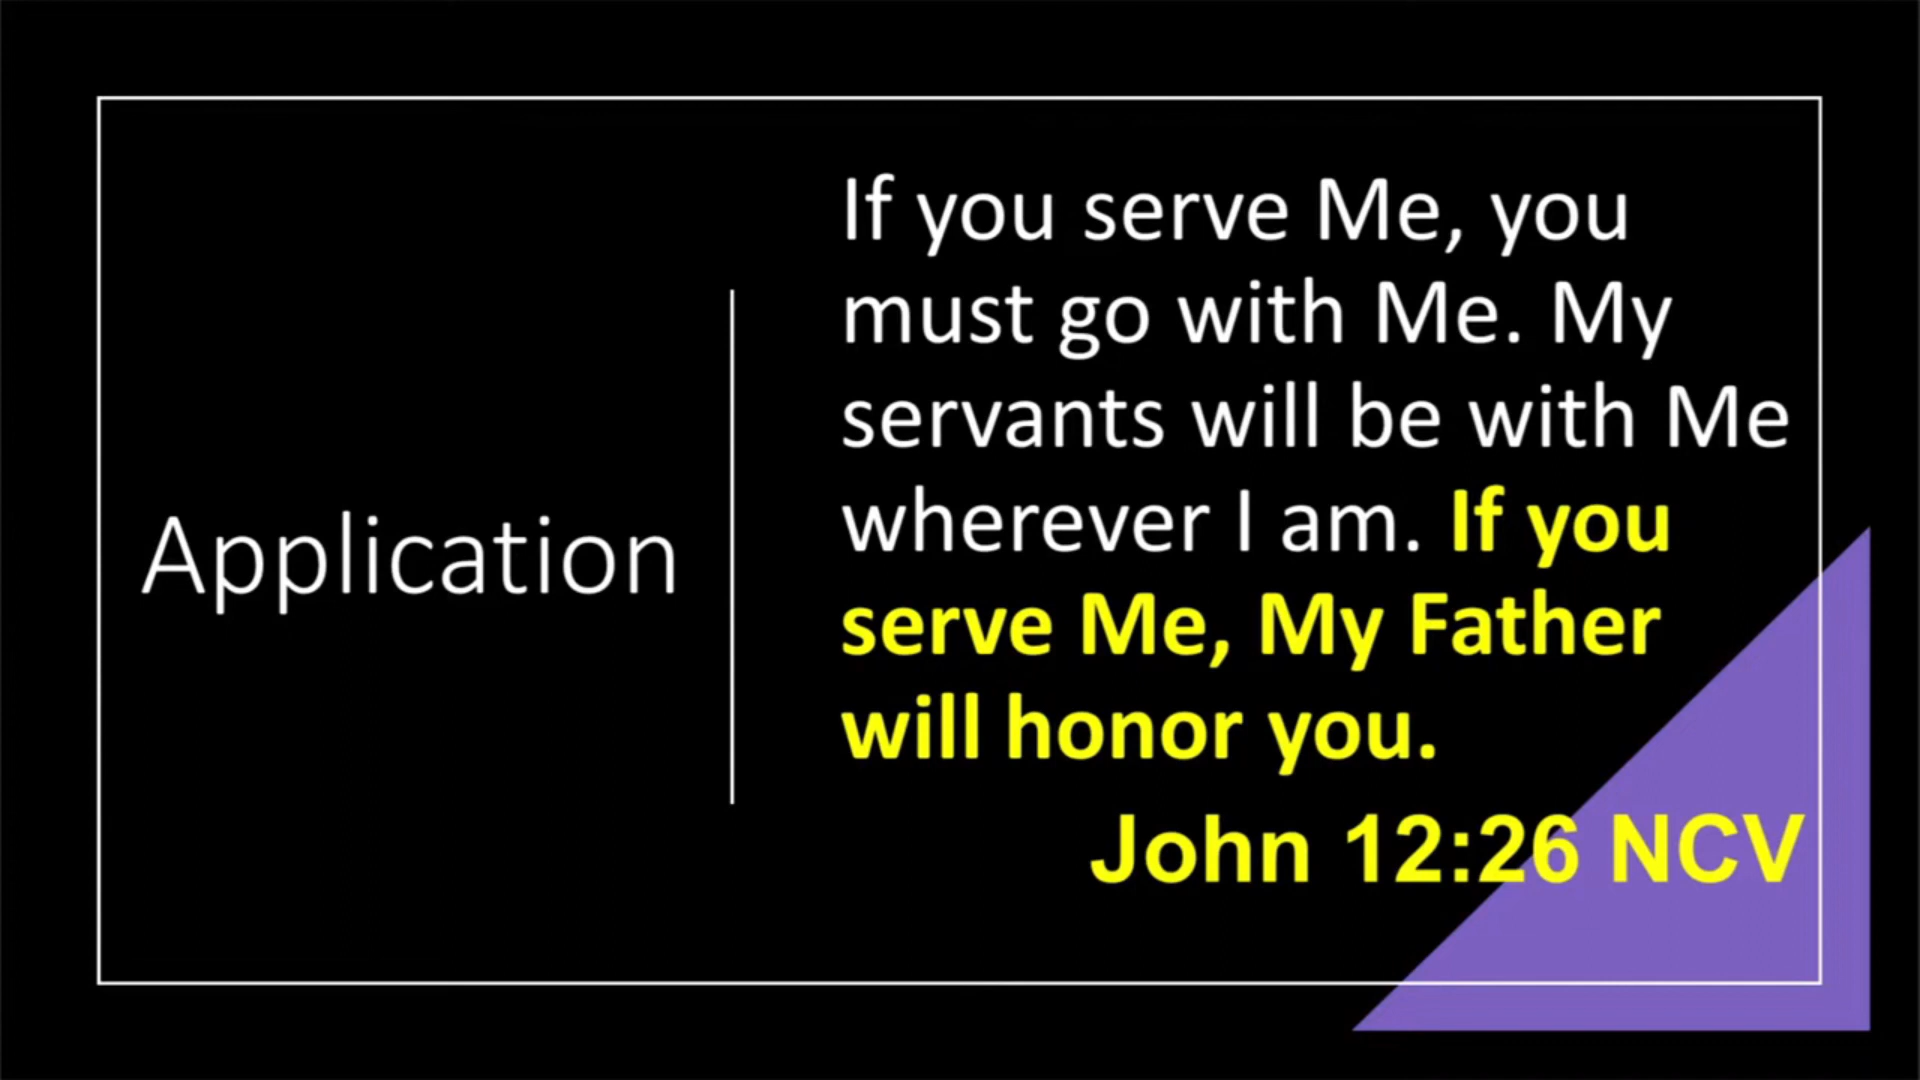 Application
If you serve Me, you
must go with Me. My
servants will be with Me
wherever I am. If you
serve Me, My Father
will honor you.
John 12:26 NCV